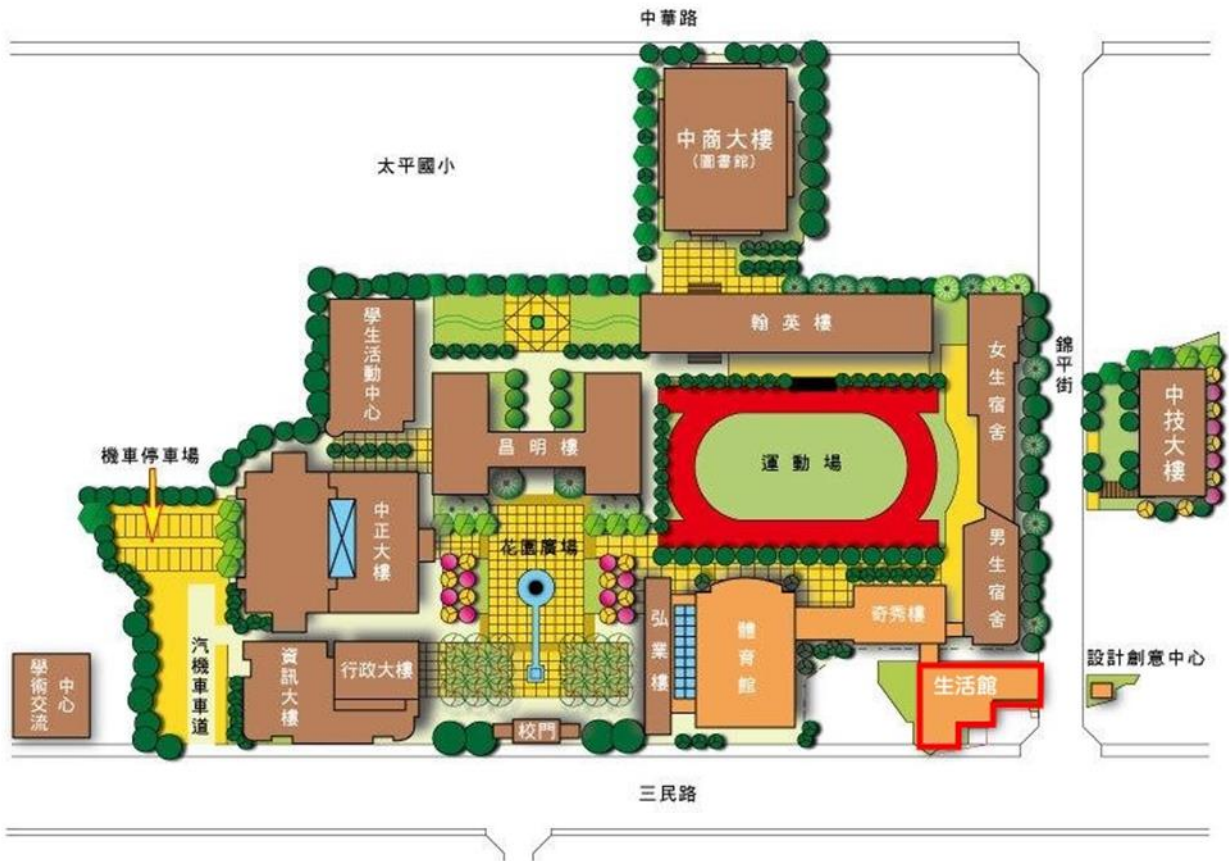 中華路
中商大樓
(圖書館)
太平國小
翰英樓
學生活動中心
女生宿舍
錦平街
中技大樓
昌明樓
運動場
機車停車場
中正大樓
花園廣場
男生宿舍
弘業樓
體育館
奇秀樓
汽機車車道
資訊大樓
行政大樓
設計創意中心
學術交流
中心
生活館
校門
三民路